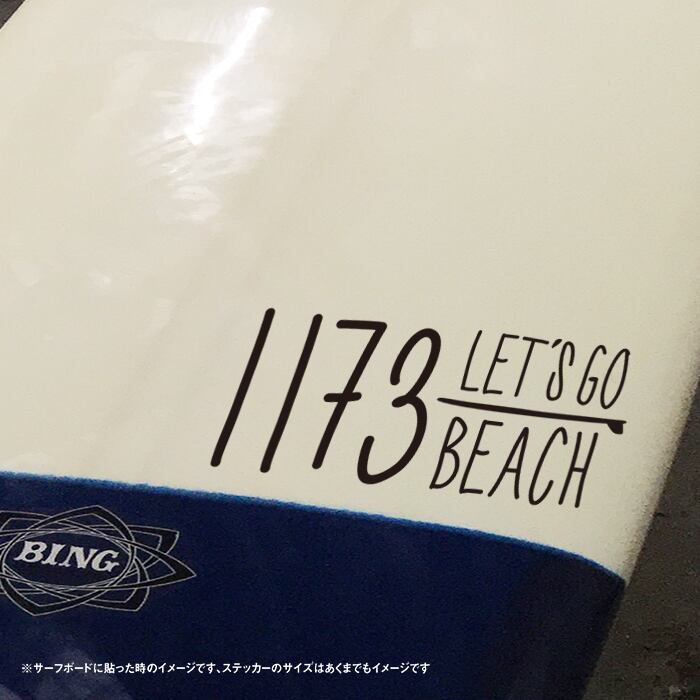 1173 LET'S GO
BEACH
BING
※サーフボードに貼った時のイメージです、ステッカーのサイズはあくまでもイメージです